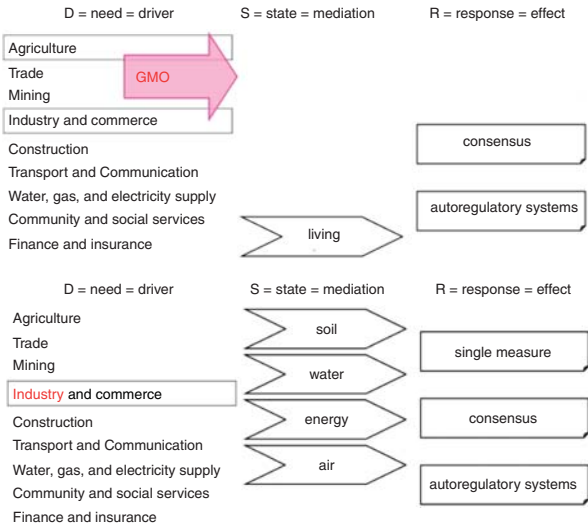 D = need = driver
S = state = mediation
R = response = effect
Agriculture
Trade
GMO
Mining
Industry and commerce
Construction
consensus
Transport and Communication
Water, gas, and electricity supply
autoregulatory systems
Community and social services
living
Finance and insurance
D = need = driver
S = state = mediation
R = response = effect
Agriculture
soil
Trade
single measure
Mining
water
Industry and commerce
energy
Construction
consensus
Transport and Communication
air
Water, gas, and electricity supply
autoregulatory systems
Community and social services
Finance and insurance